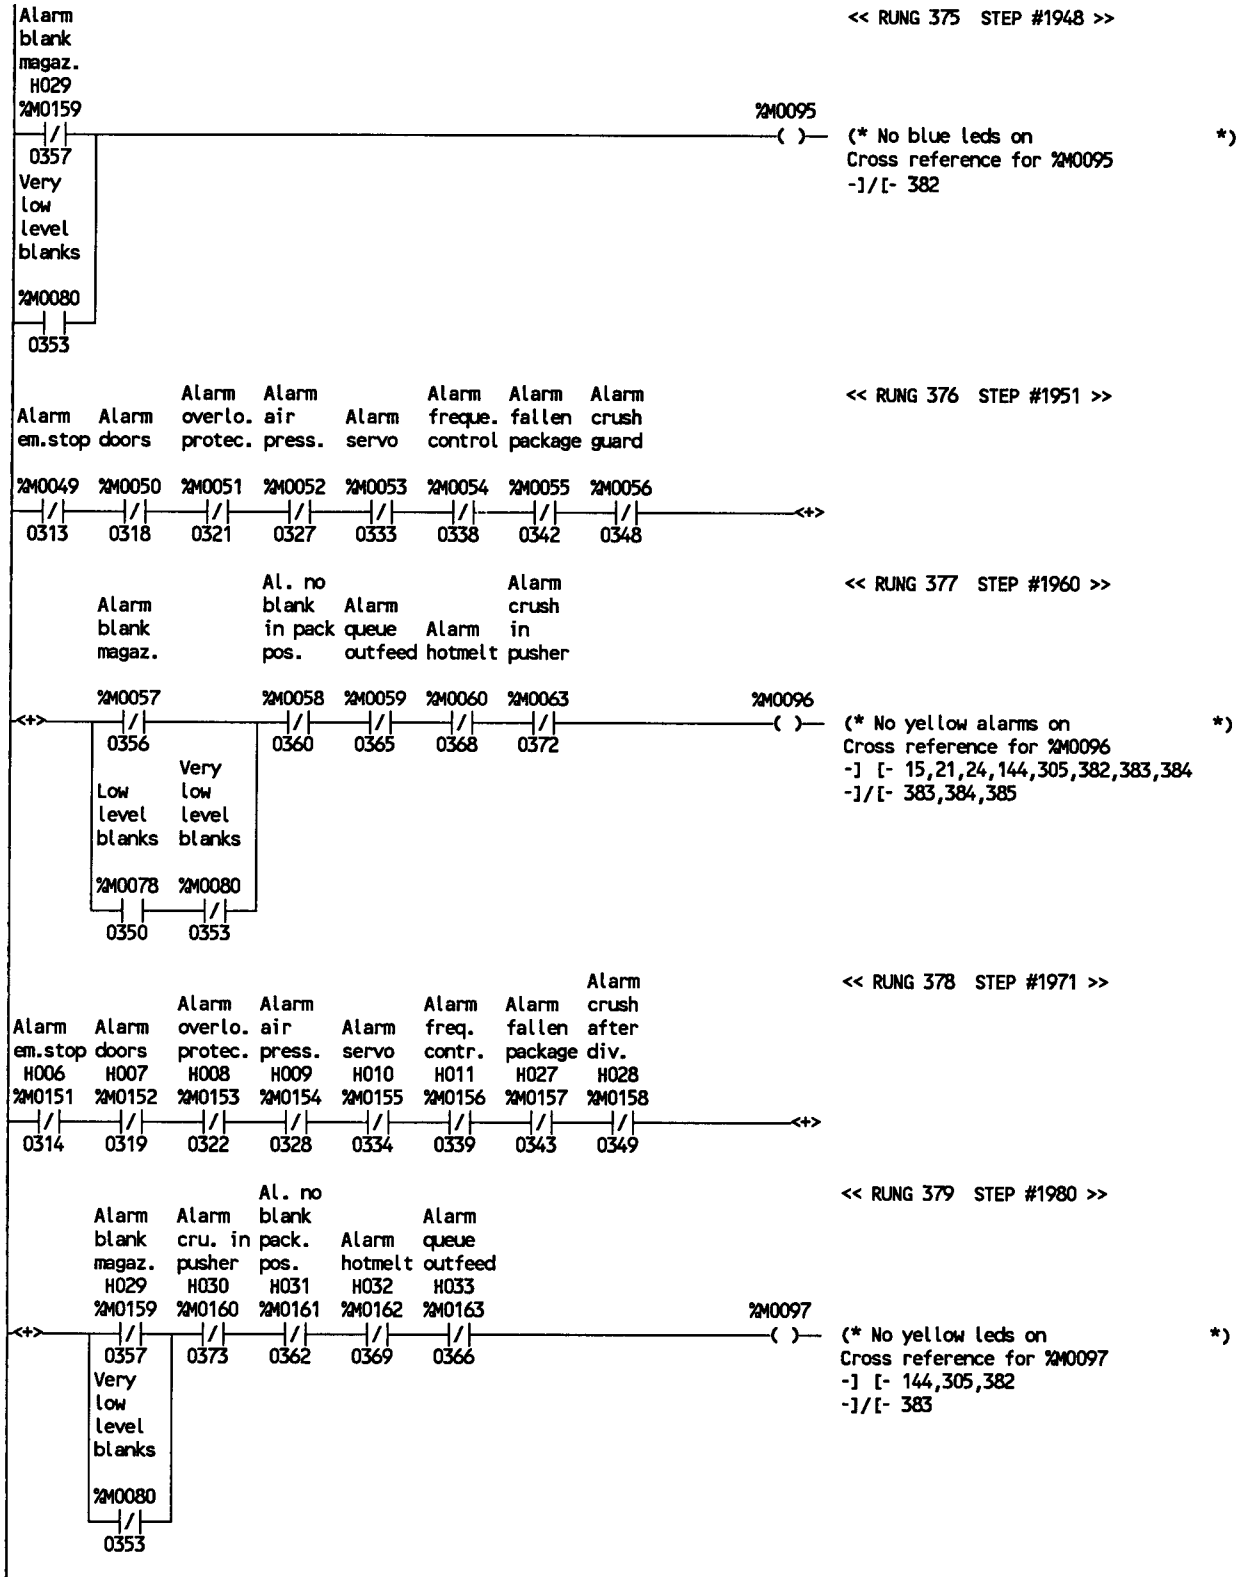 Alarm
blank
magaz.
H029
%M0159
0357
<< RUNG 375 STEP #1948 >>
%M0095
(* No blue leds on *)
Cross reference for %M0095
-]/[- 382
Very
low
level
blanks
%M0080
0353
Alarm Alarm Alarm Alarm Alarm << RUNG 376 STEP #1951 >>
Alarm Alarm overlo. air Alarm freque. fallen crush
em.stop doors protec. press. servo control package guard
%M0049 %M0050 %M0051 %M0052 %M0053 %M0054 %M0055 %M0056
<+>
0313 0318 0321 0327 0333 0338 0342 0348
Al. no Alarm << RUNG 377 STEP #1960 >>
Alarm blank Alarm crush
blank in pack queue Alarm in
magaz. pos. outfeed hotmelt pusher
%M0057 %M0058 %M0059 %M0060 %M0063 %M0096
<+> (* No yellow alarms on *)
0356 0360 0365 0368 0372 Cross reference for %M0096
Very -] [- 15,21,24,144,305,382,383,384
Low low -]/[- 383,384,385
level level
blanks blanks
%M0078 %M0080
0350 0353
Alarm << RUNG 378 STEP #1971 >>
Alarm Alarm Alarm Alarm crush
Alarm Alarm overlo. air Alarm freq. fallen after
em.stop doors protec. press. servo contr. package div.
H006 H007 H008 H009 H010 H011 H027 H028
%M0151 %M0152 %M0153 %M0154 %M0155 %M0156 %M0157 %M0158
<+>
0314 0319 0322 0328 0334 0339 0343 0349
Al. no << RUNG 379 STEP #1980 >>
Alarm Alarm blank Alarm
blank cru. in pack. Alarm queue
magaz. pusher pos. hotmelt outfeed
H029 H030 H031 H032 H033
%M0159 %M0160 %M0161 %M0162 %M0163 %M0097
<+> (* No yellow leds on *)
0357 0373 0362 0369 0366 Cross reference for %M0097
Very -] [- 144,305,382
low -]/[- 383
level
blanks
%M0080
0353